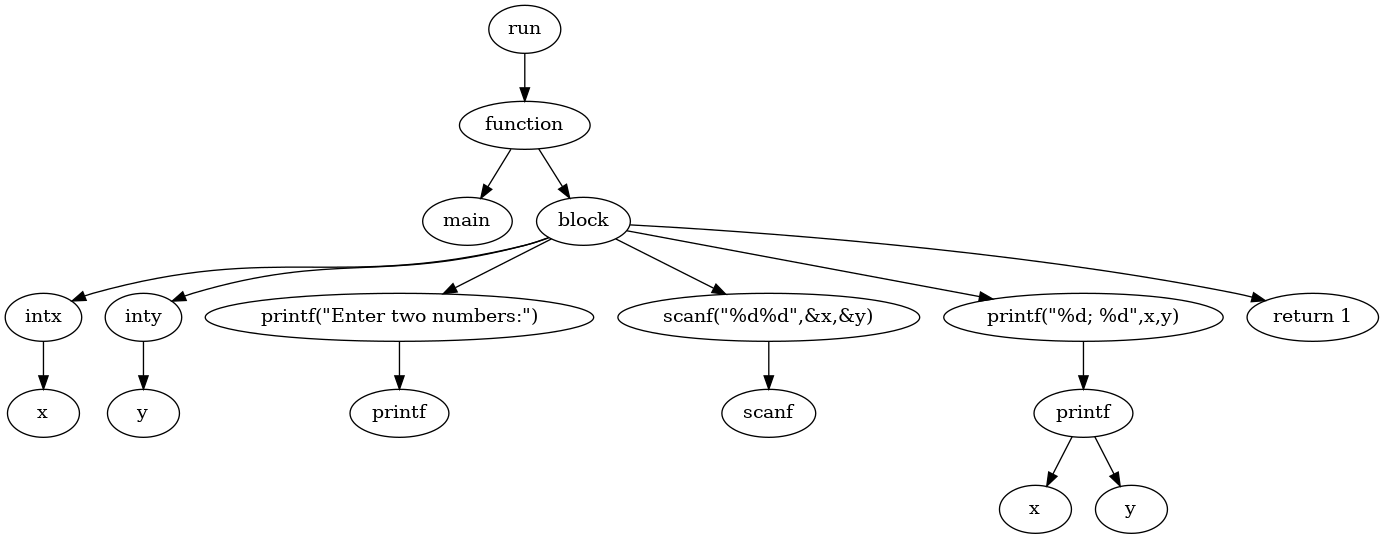 run
function
main
block
intx
inty
printf("Enter two numbers:")
scanf("%d%d",&x,&y)
printf("%d; %d",x,y)
return 1
x
y
printf
scanf
printf
x
y